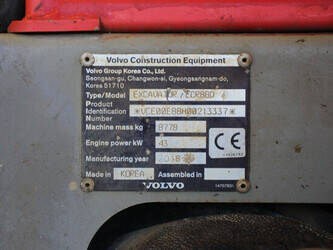 Volvo Construction Equipment
Volvo Group Korea Co., Ltd.
Seongsan-gu, Changwon-si, Gyeongsangnam-do,
Korea 51710
Type/Model EXCAVATOR / ECR88D
Product
Identification *VCE0E88H00213337*
Number
Machine mass kg 8778
Engine power kW 43
Manufacturing year 2018
Made in KOREA Assembled in
CE
VOLVO